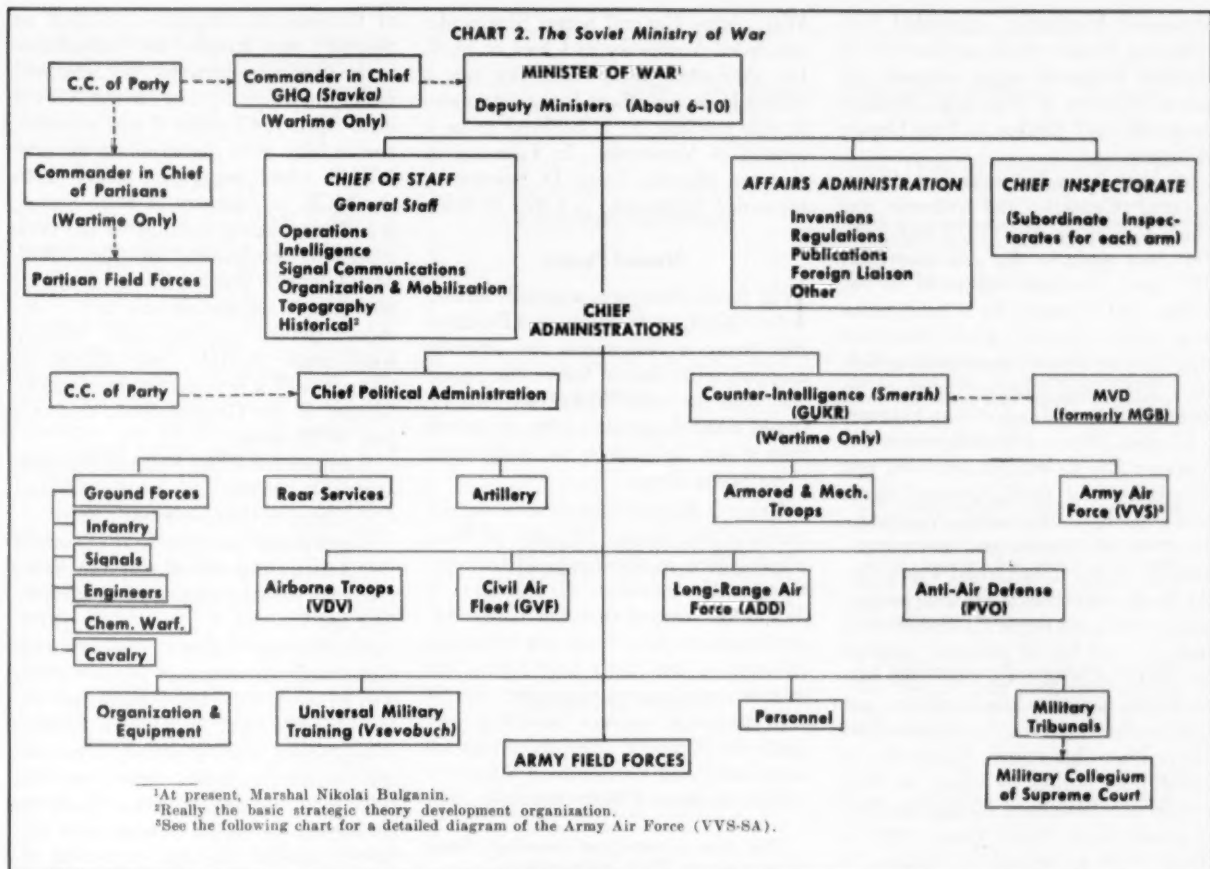 CHART 2. The Soviet Ministry of War
C.C. of Party
Commander in Chief
GHQ (Stavka)
(Wartime Only)
MINISTER OF WAR¹
Deputy Ministers (About 6-10)
Commander in Chief
of Partisans
(Wartime Only)
Partisan Field Forces
CHIEF OF STAFF
General Staff
Operations
Intelligence
Signal Communications
Organization & Mobilization
Topography
Historical²
AFFAIRS ADMINISTRATION
Inventions
Regulations
Publications
Foreign Liaison
Other
CHIEF INSPECTORATE
(Subordinate Inspec-
torates for each arm)
CHIEF
ADMINISTRATIONS
C.C. of Party
Chief Political Administration
Counter-Intelligence (Smersh)
(GUKR)
(Wartime Only)
MVD
(formerly MGB)
Ground Forces
Infantry
Signals
Engineers
Chem. Warf.
Cavalry
Rear Services
Artillery
Armored & Mech.
Troops
Army Air
Force (VVS)³
Airborne Troops
(VDV)
Civil Air
Fleet (GVF)
Long-Range Air
Force (ADD)
Anti-Air Defense
(PVO)
Organization &
Equipment
Universal Military
Training (Vsevobuch)
Personnel
Military
Tribunals
ARMY FIELD FORCES
Military Collegium
of Supreme Court
¹At present, Marshal Nikolai Bulganin.
²Really the basic strategic theory development organization.
³See the following chart for a detailed diagram of the Army Air Force (VVS-SA).